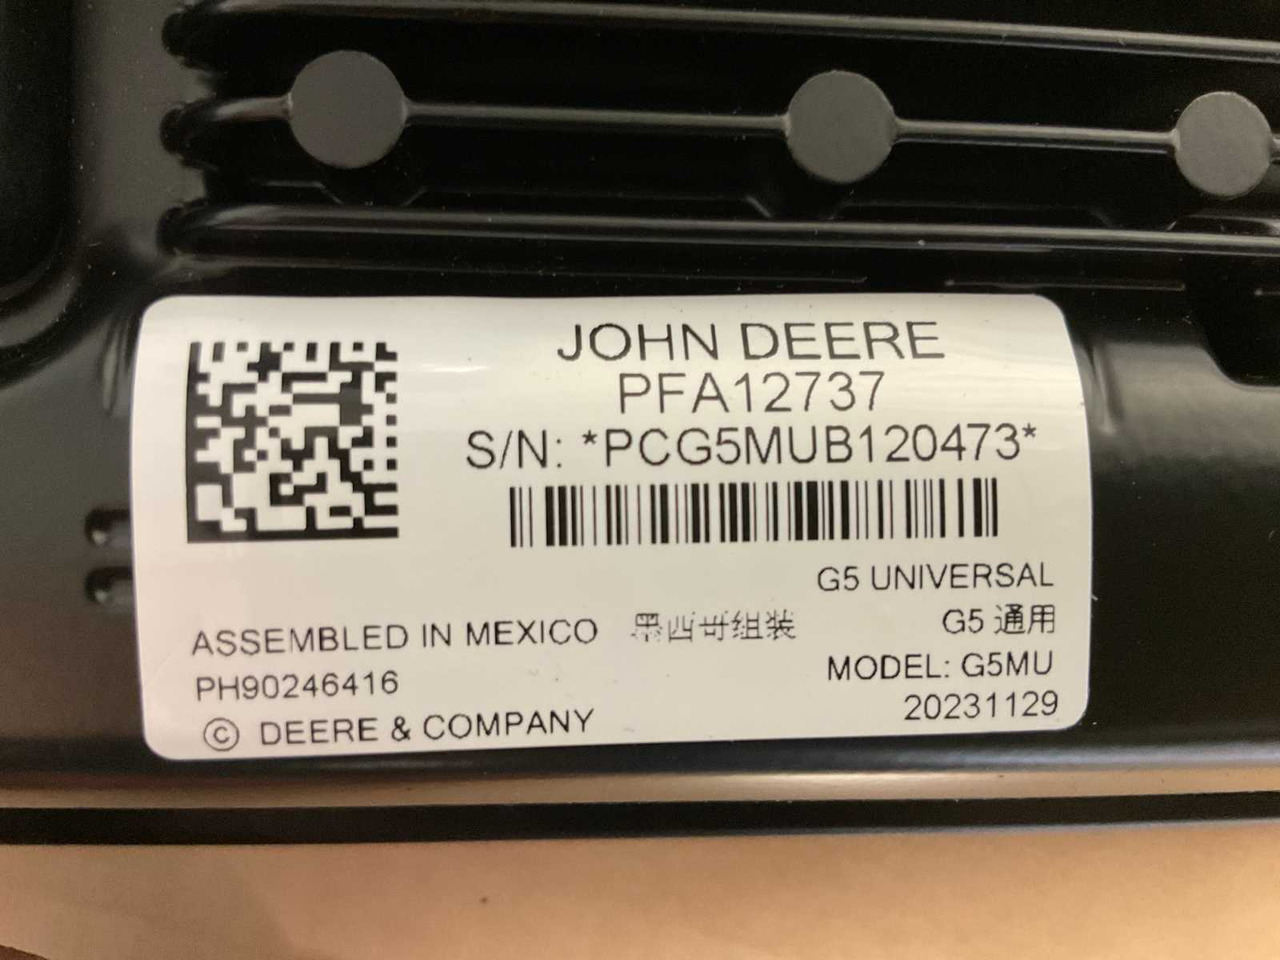 JOHN DEERE
PFA12737
S/N: *PCG5MUB120473*
G5 UNIVERSAL
G5 通用
MODEL: G5MU
20231129
ASSEMBLED IN MEXICO 墨西哥组装
PH90246416
© DEERE & COMPANY